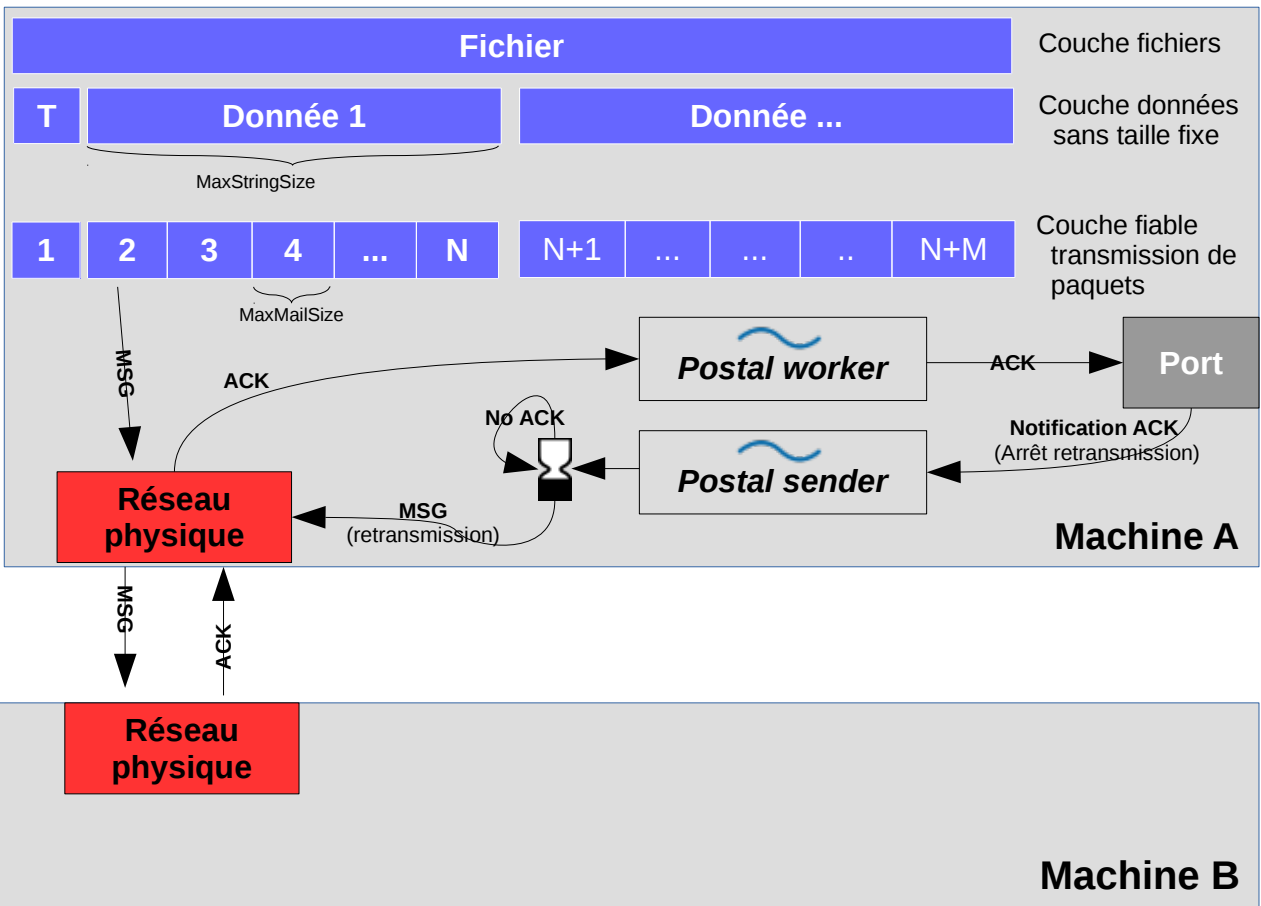 Fichier
Couche fichiers
T
Donnée 1
Donnée ...
Couche données
sans taille fixe
MaxStringSize
1
2
3
4
...
N
N+1
...
...
..
N+M
Couche fiable
transmission de
paquets
MaxMailSize
MSG
ACK
Postal worker
ACK
Port
No ACK
Notification ACK
(Arrêt retransmission)
Postal sender
Réseau
physique
MSG
(retransmission)
Machine A
MSG
ACK
Réseau
physique
Machine B